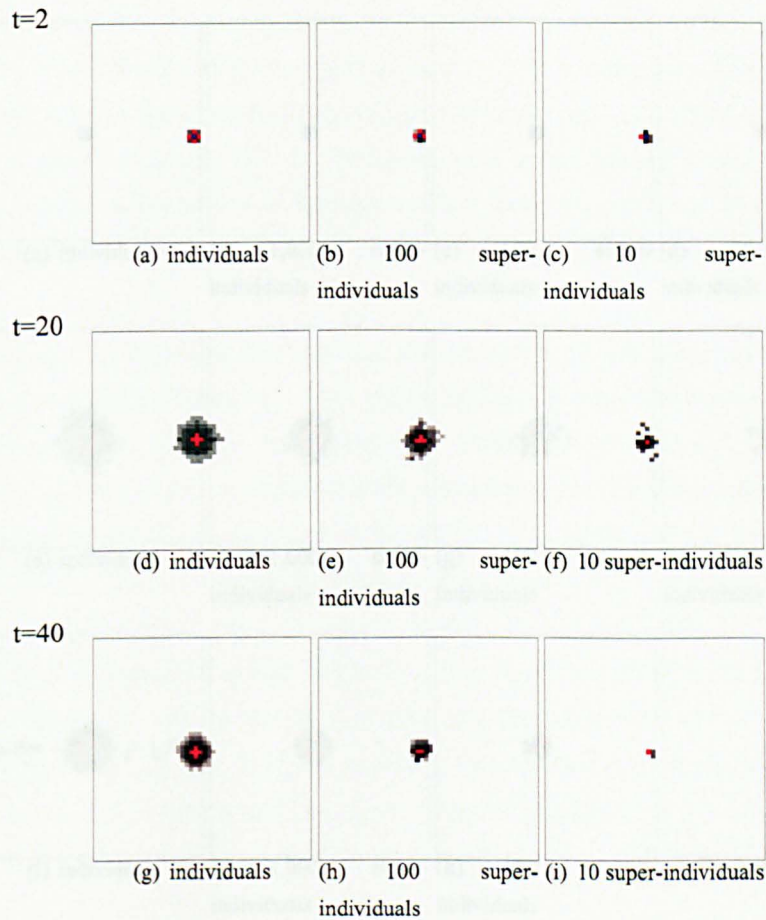 t=2
(a) individuals (b) 100 super- (c) 10 super-
individuals individuals
t=20
(d) individuals (e) 100 super- (f) 10 super-individuals
individuals
t=40
(g) individuals (h) 100 super- (i) 10 super-individuals
individuals